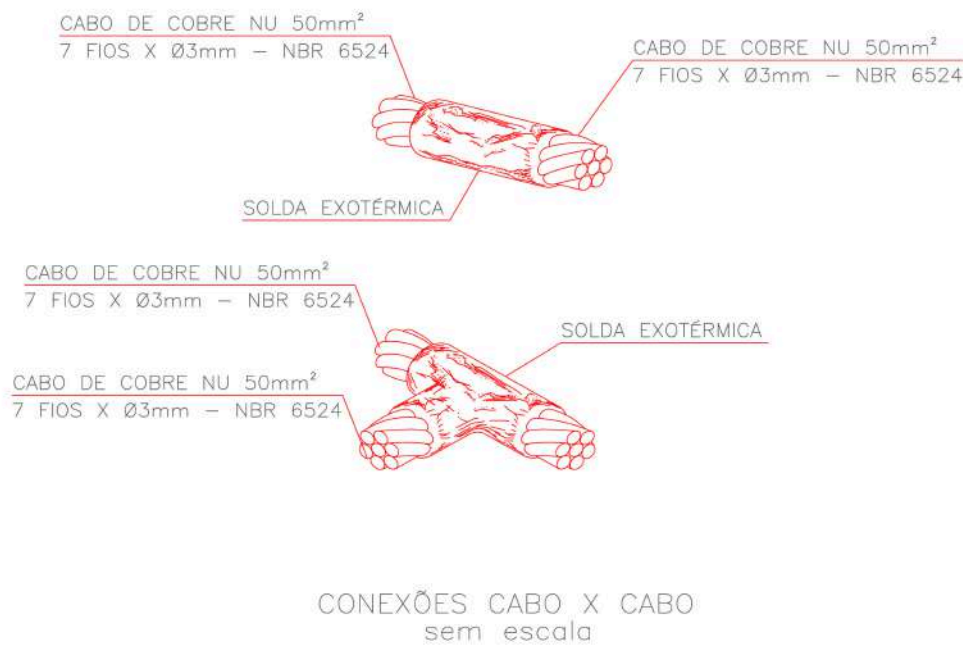 CABO DE COBRE NU 50mm²
7 FIOS X Ø3mm – NBR 6524
CABO DE COBRE NU 50mm²
7 FIOS X Ø3mm – NBR 6524
SOLDA EXOTÉRMICA
CABO DE COBRE NU 50mm²
7 FIOS X Ø3mm – NBR 6524
SOLDA EXOTÉRMICA
CABO DE COBRE NU 50mm²
7 FIOS X Ø3mm – NBR 6524
CONEXÕES CABO X CABO
sem escala